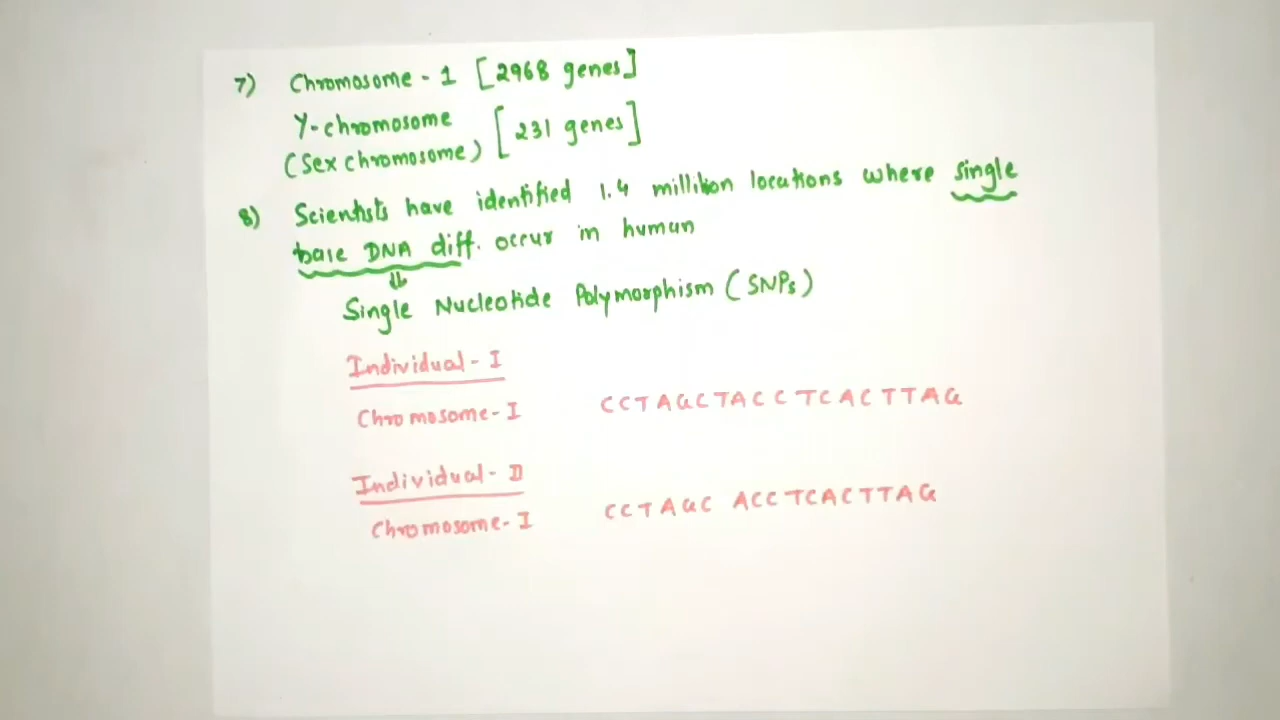 7) Chromosome - 1 [2968 genes]
Y-chromosome
(Sex chromosome) [231 genes]
8) Scientists have identified 1.4 milliion locations where single
base DNA diff. occur in human
⇓
Single Nucleotide Polymorphism (SNPs)
Individual - I
Chromosome - I CCTAGCTACCTCACTTAG
Individual - II
Chromosome - I CCTAGC ACCTCACTTAG